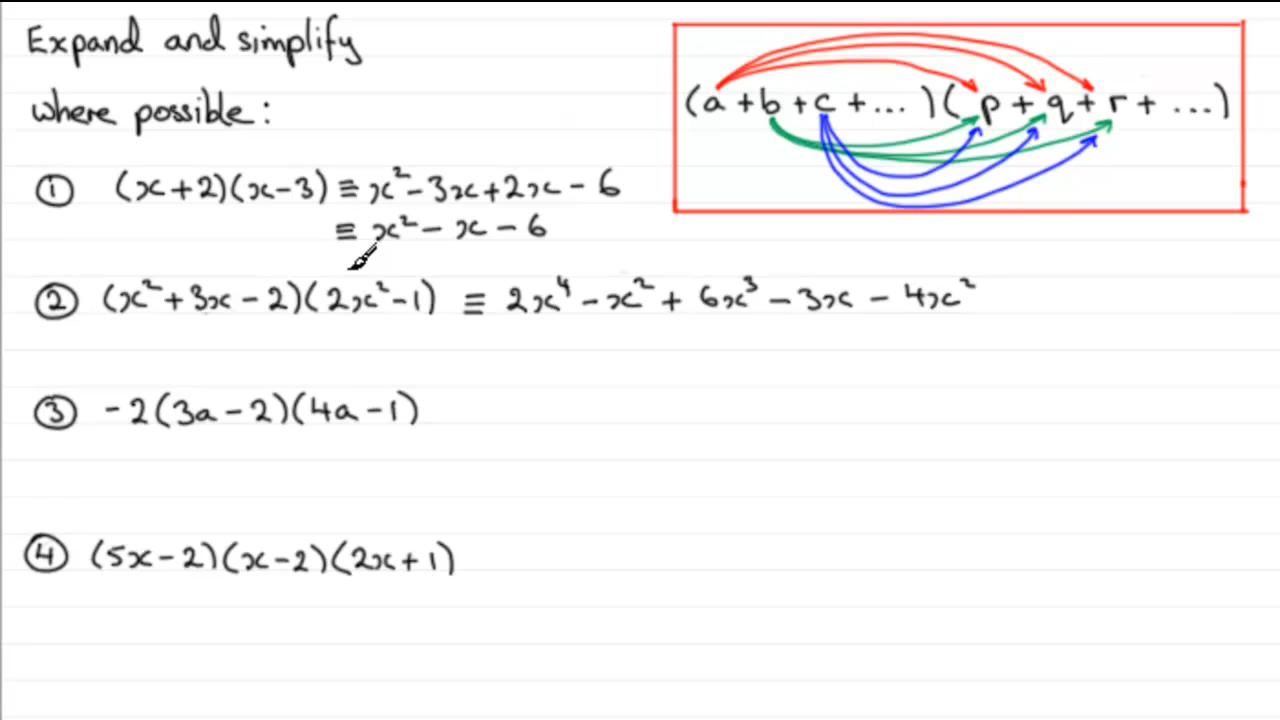 Expand and simplify
where possible:
(a + b + c + ... ) ( p + q + r + ... )
① (x+2)(x-3) ≡ x² - 3x + 2x - 6
≡ x² - x - 6
② (x² + 3x - 2)(2x² - 1) ≡ 2x⁴ - x² + 6x³ - 3x - 4x²
③ -2(3a - 2)(4a - 1)
④ (5x - 2)(x - 2)(2x + 1)